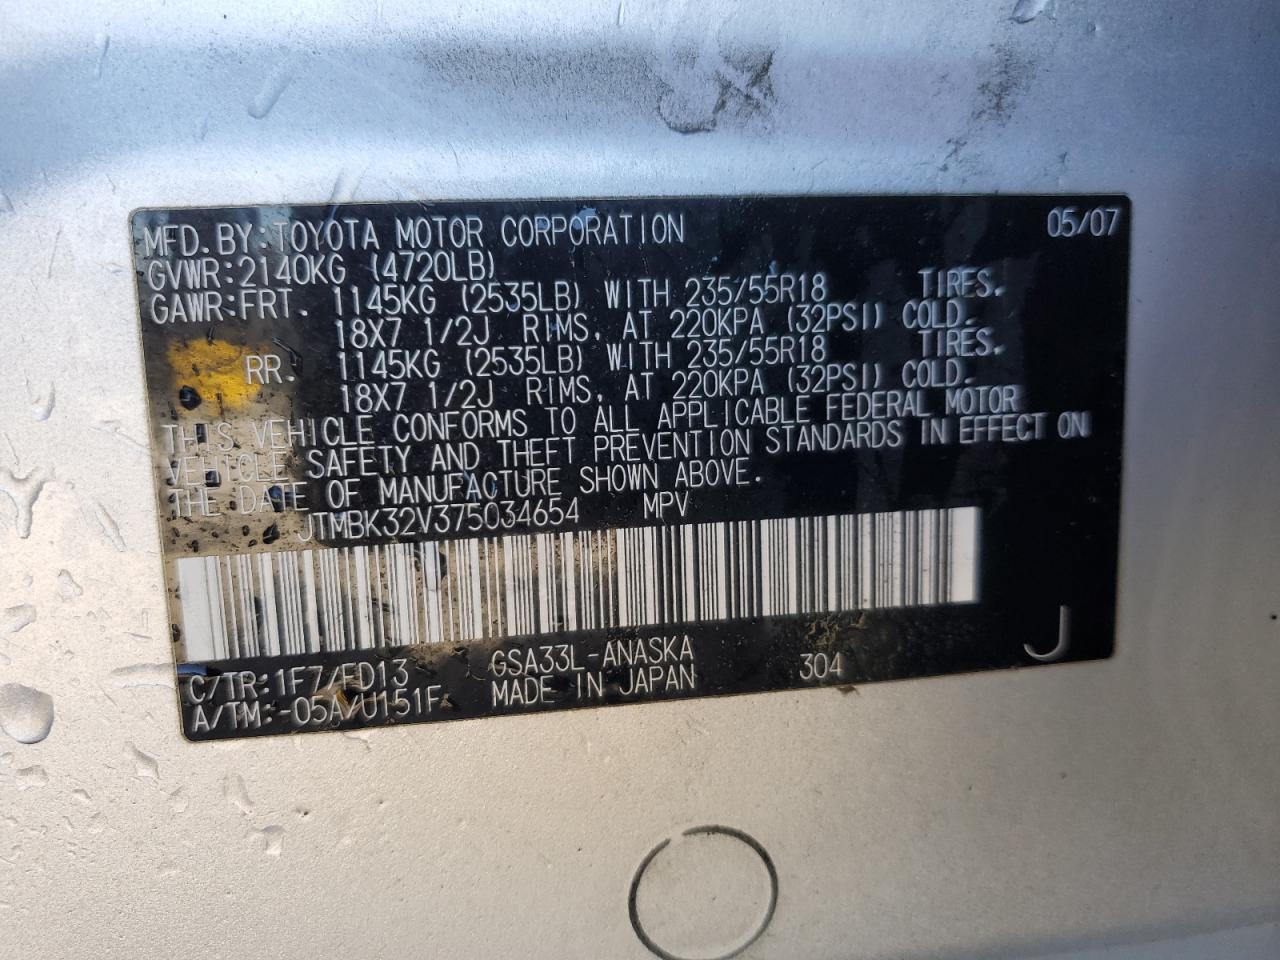 MFD. BY: TOYOTA MOTOR CORPORATION 05/07
GVWR: 2140KG (4720LB)
GAWR: FRT. 1145KG (2535LB) WITH 235/55R18 TIRES.
18X7 1/2J RIMS, AT 220KPA (32PSI) COLD.
RR. 1145KG (2535LB) WITH 235/55R18 TIRES.
18X7 1/2J RIMS, AT 220KPA (32PSI) COLD.
THIS VEHICLE CONFORMS TO ALL APPLICABLE FEDERAL MOTOR
VEHICLE SAFETY AND THEFT PREVENTION STANDARDS IN EFFECT ON
THE DATE OF MANUFACTURE SHOWN ABOVE.
JTMBK32V375034654 MPV
C/TR: 1F7/FD13 GSA33L-ANASKA
A/TM: -05A/U151F MADE IN JAPAN 304 J